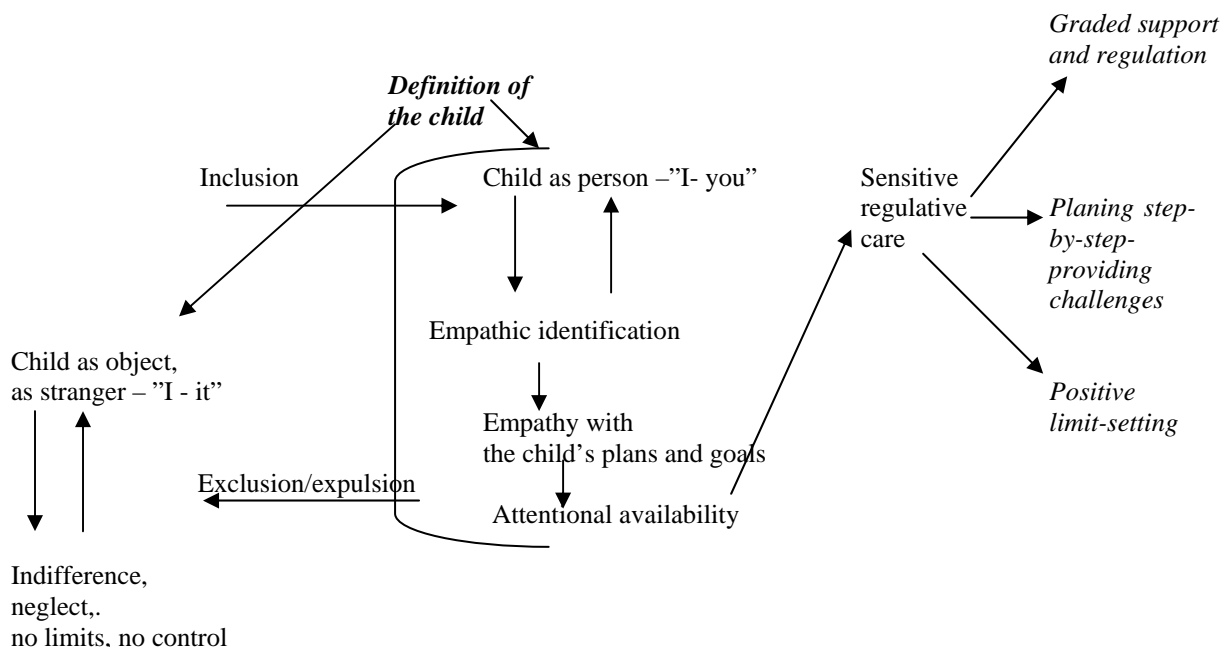 Graded support
and regulation
Definition of
the child
Inclusion
Child as person –”I- you”
Sensitive
regulative
care
Planing step-
by-step-
providing
challenges
Empathic identification
Child as object,
as stranger – ”I - it”
Positive
limit-setting
Empathy with
the child’s plans and goals
Exclusion/expulsion
Attentional availability
Indifference,
neglect,.
no limits, no control